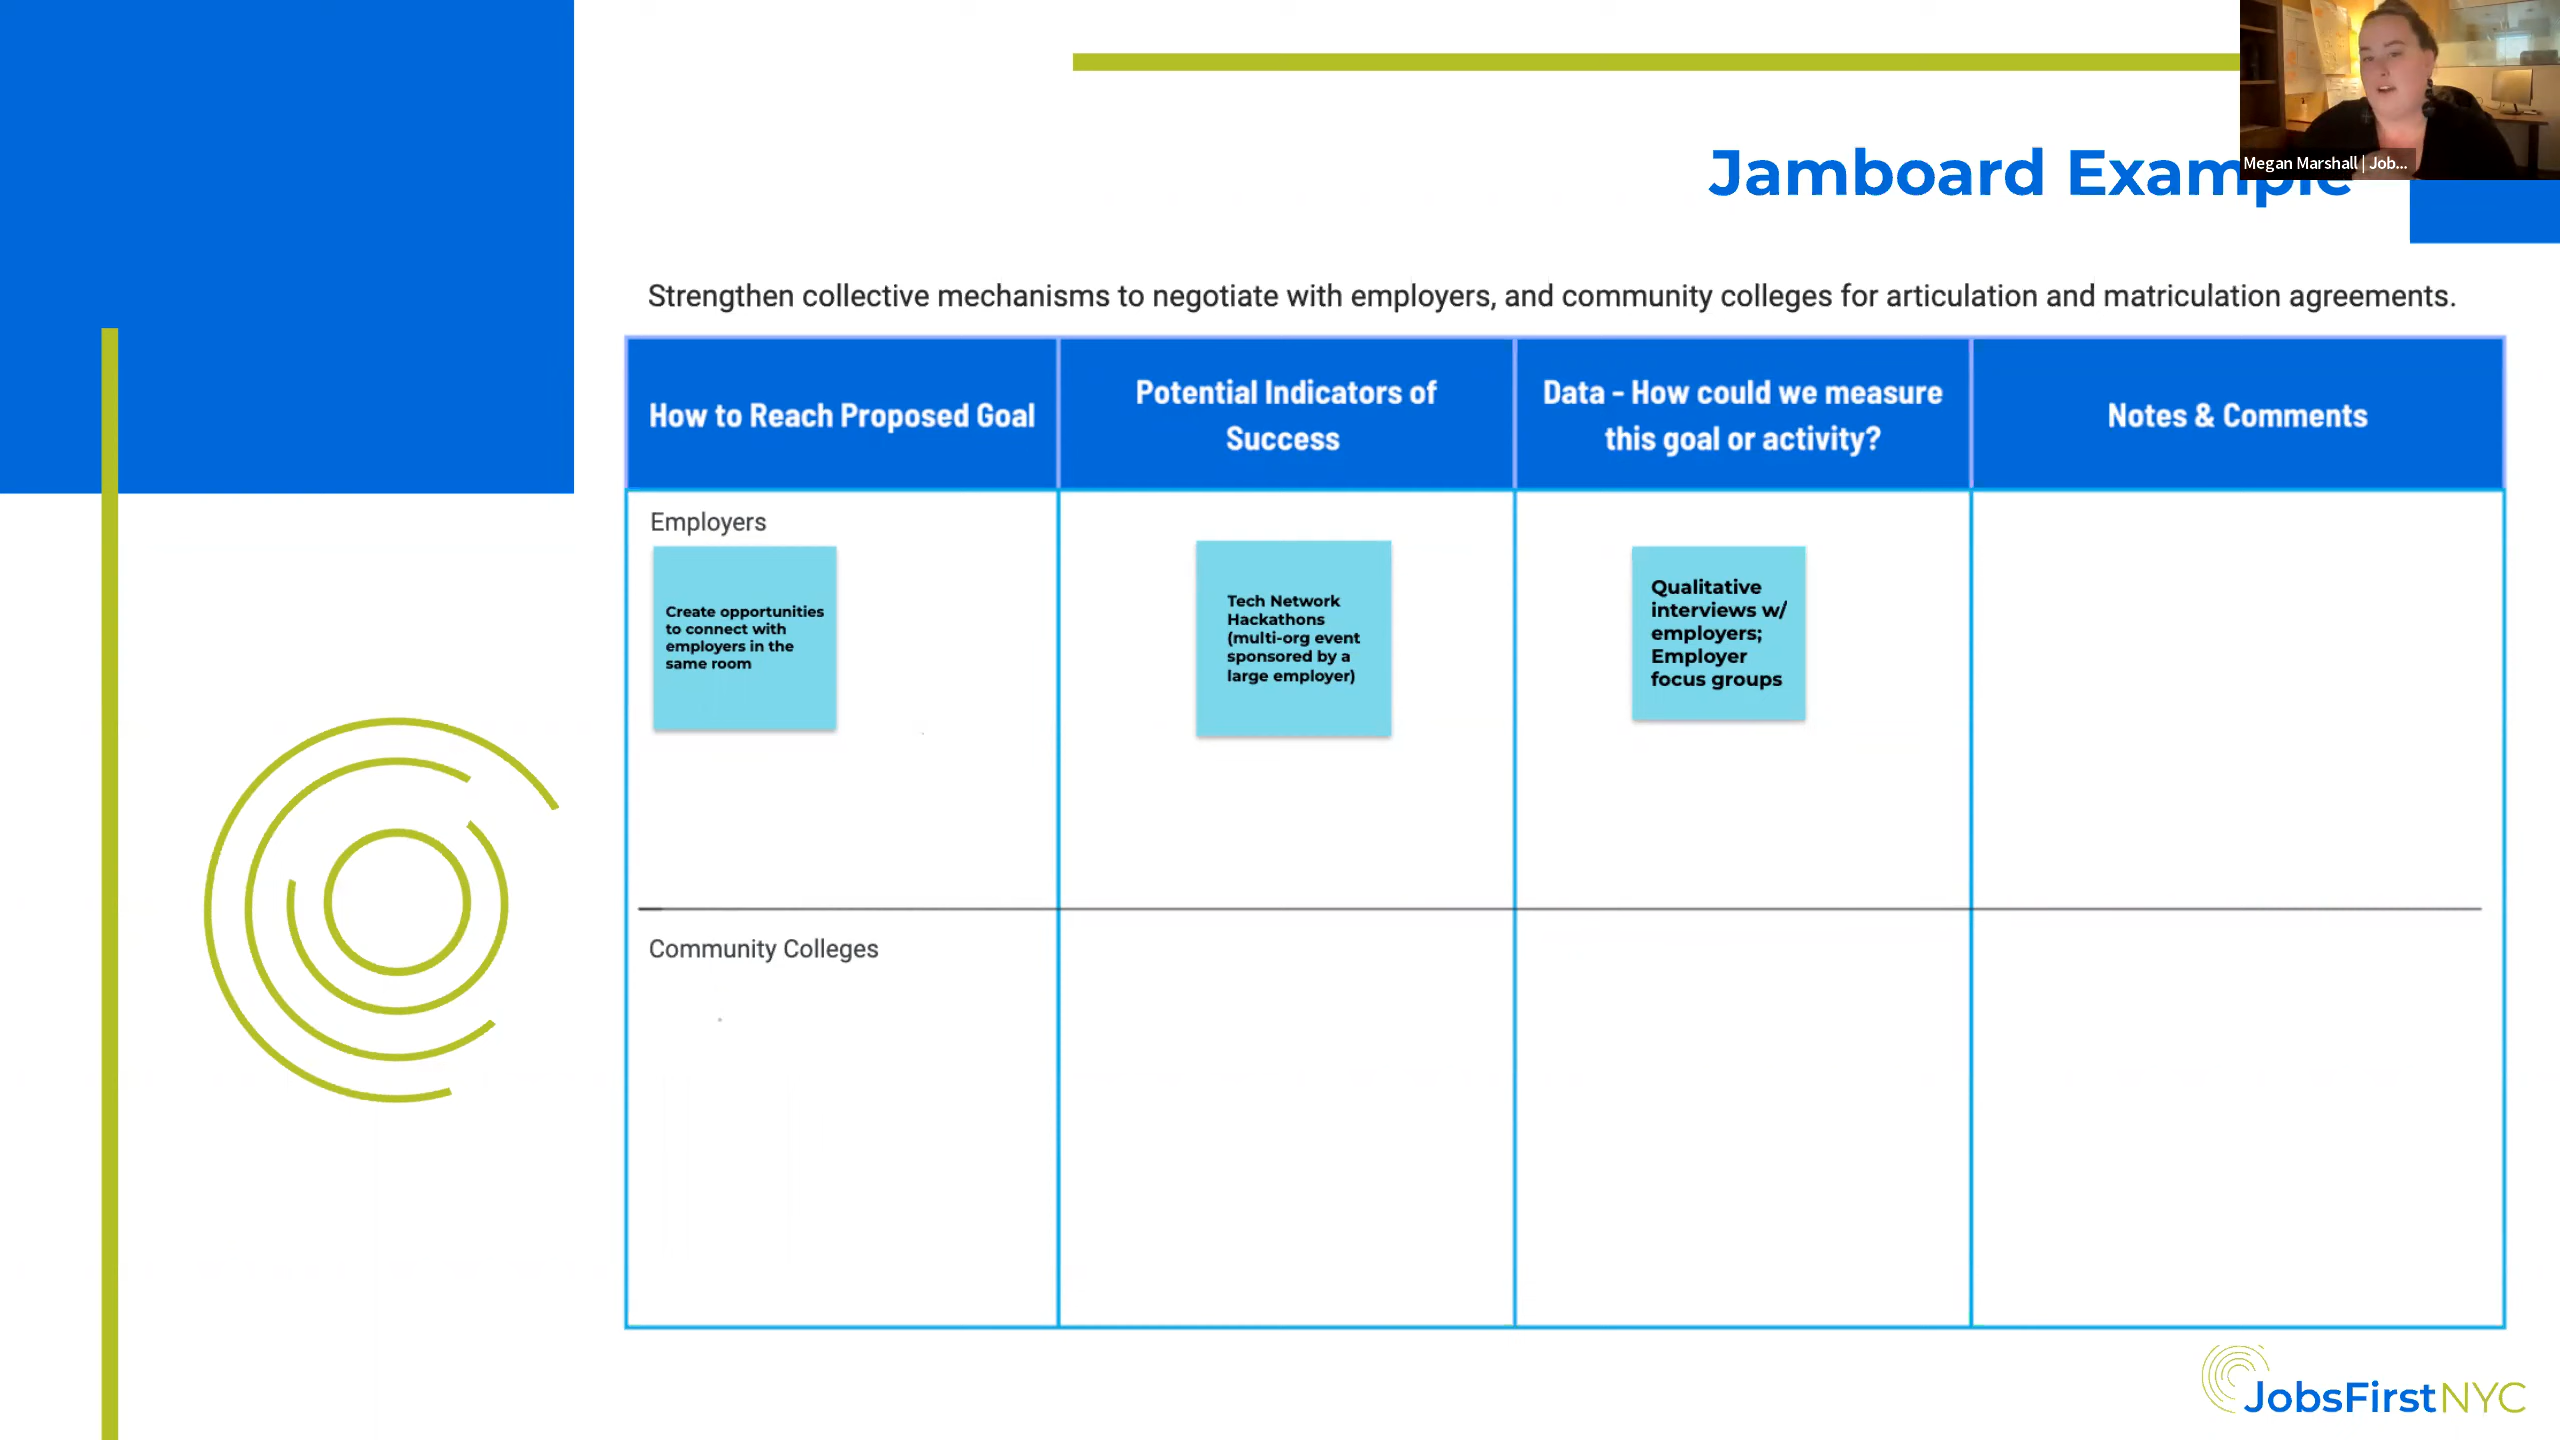 Megan Marshall | Job...
Jamboard Example
Strengthen collective mechanisms to negotiate with employers, and community colleges for articulation and matriculation agreements.
How to Reach Proposed Goal
Potential Indicators of
Success
Data - How could we measure
this goal or activity?
Notes & Comments
Employers
Create opportunities
to connect with
employers in the
same room
Tech Network
Hackathons
(multi-org event
sponsored by a
large employer)
Qualitative
interviews w/
employers;
Employer
focus groups
Community Colleges
JobsFirstNYC